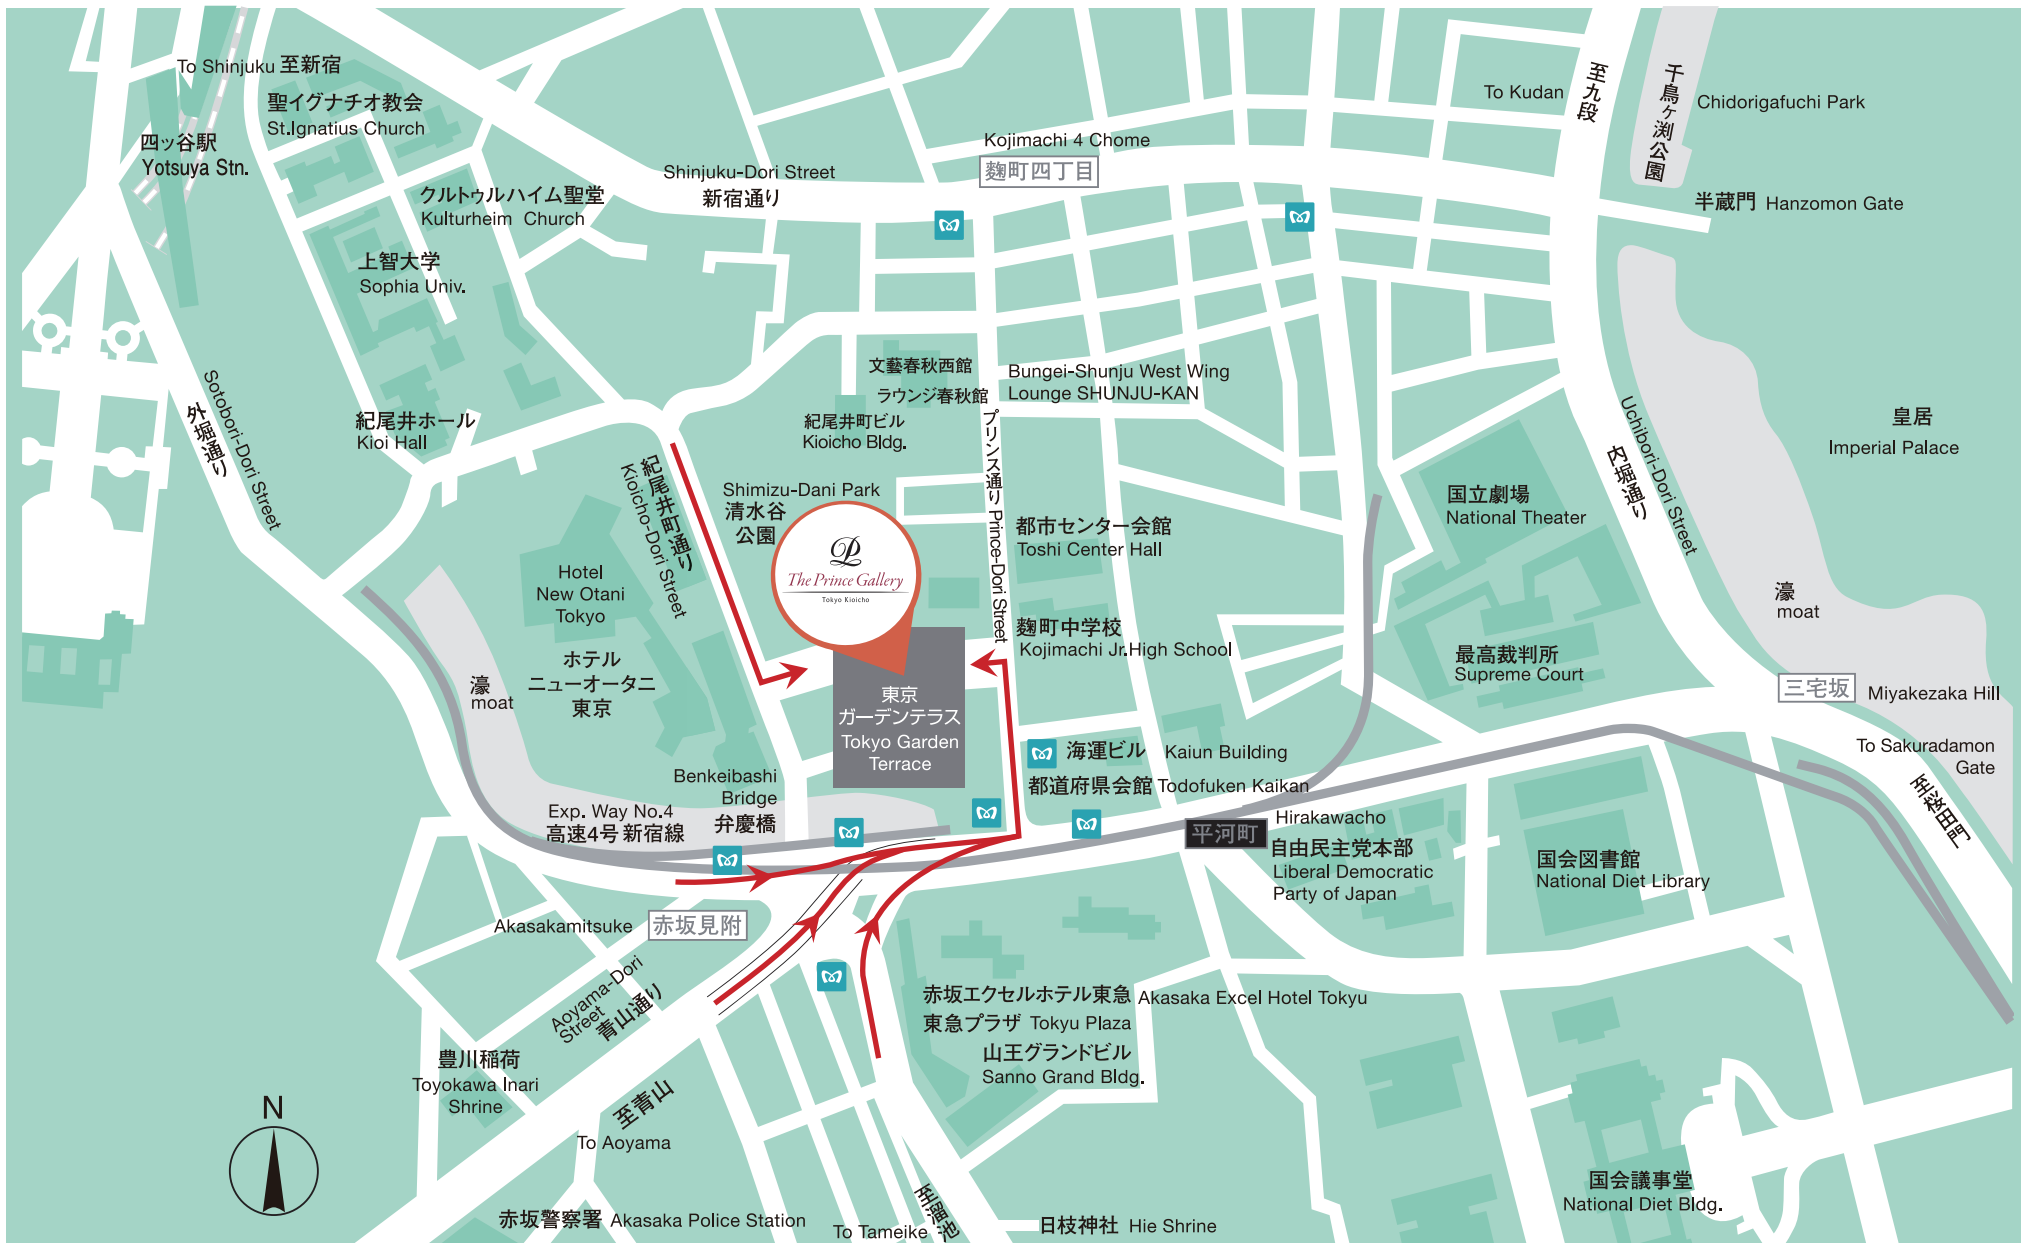 To Shinjuku 至新宿
聖イグナチオ教会
St.Ignatius Church
四ッ谷駅
Yotsuya Stn.
クルトゥルハイム聖堂
Kulturheim Church
上智大学
Sophia Univ.
Shinjuku-Dori Street
新宿通り
Kojimachi 4 Chome
麴町四丁目
To Kudan
至九段
千鳥ヶ渕公園
Chidorigafuchi Park
半蔵門 Hanzomon Gate
Sotobori-Dori Street
外堀通り
紀尾井ホール
Kioi Hall
文藝春秋西館
ラウンジ春秋館
Bungei-Shunju West Wing
Lounge SHUNJU-KAN
紀尾井町ビル
Kioicho Bldg.
プリンス通り Prince-Dori Street
紀尾井町通り
Kioicho-Dori Street
Shimizu-Dani Park
清水谷
公園
The Prince Gallery
Tokyo Kioicho
都市センター会館
Toshi Center Hall
国立劇場
National Theater
Uchibori-Dori Street
内堀通り
皇居
Imperial Palace
Hotel
New Otani
Tokyo
ホテル
ニューオータニ
東京
濠
moat
濠
moat
麴町中学校
Kojimachi Jr.High School
最高裁判所
Supreme Court
三宅坂
Miyakezaka Hill
To Sakuradamon
Gate
至桜田門
東京
ガーデンテラス
Tokyo Garden
Terrace
海運ビル Kaiun Building
都道府県会館 Todofuken Kaikan
Benkeibashi
Bridge
弁慶橋
Exp. Way No.4
高速4号新宿線
平河町
Hirakawacho
自由民主党本部
Liberal Democratic
Party of Japan
国会図書館
National Diet Library
Akasakamitsuke
赤坂見附
Aoyama-Dori
Street
青山通り
赤坂エクセルホテル東急 Akasaka Excel Hotel Tokyu
東急プラザ Tokyu Plaza
山王グランドビル
Sanno Grand Bldg.
豊川稲荷
Toyokawa Inari
Shrine
至青山
To Aoyama
N
国会議事堂
National Diet Bldg.
赤坂警察署 Akasaka Police Station
To Tameike
至溜池
日枝神社 Hie Shrine